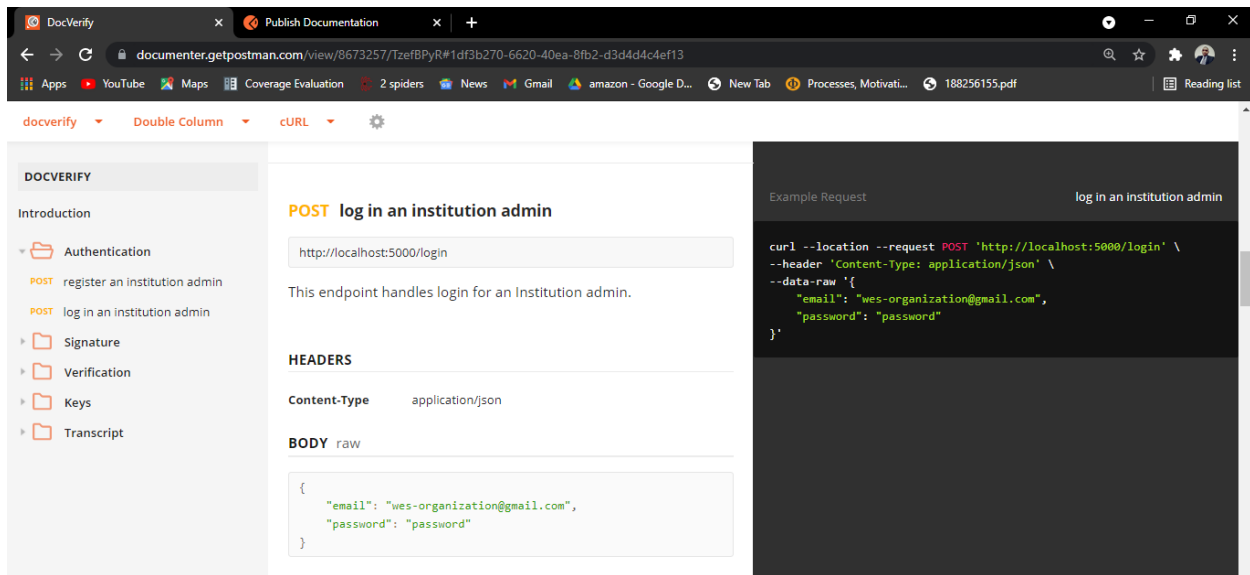 DocVerify
Publish Documentation
documenter.getpostman.com/view/8673257/TzefBPyR#1df3b270-6620-40ea-8fb2-d3d4d4c4ef13
Apps YouTube Maps Coverage Evaluation 2 spiders News Gmail amazon - Google D... New Tab Processes, Motivati... 188256155.pdf Reading list
docverify Double Column cURL
DOCVERIFY
Introduction
Authentication
POST register an institution admin
POST log in an institution admin
Signature
Verification
Keys
Transcript
POST log in an institution admin
http://localhost:5000/login
This endpoint handles login for an Institution admin.
HEADERS
Content-Type application/json
BODY raw
{
"email": "wes-organization@gmail.com",
"password": "password"
}
Example Request log in an institution admin
curl --location --request POST 'http://localhost:5000/login' \
--header 'Content-Type: application/json' \
--data-raw '{
"email": "wes-organization@gmail.com",
"password": "password"
}'